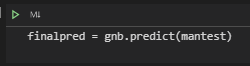 M↓
finalpred = gnb.predict(mantest)